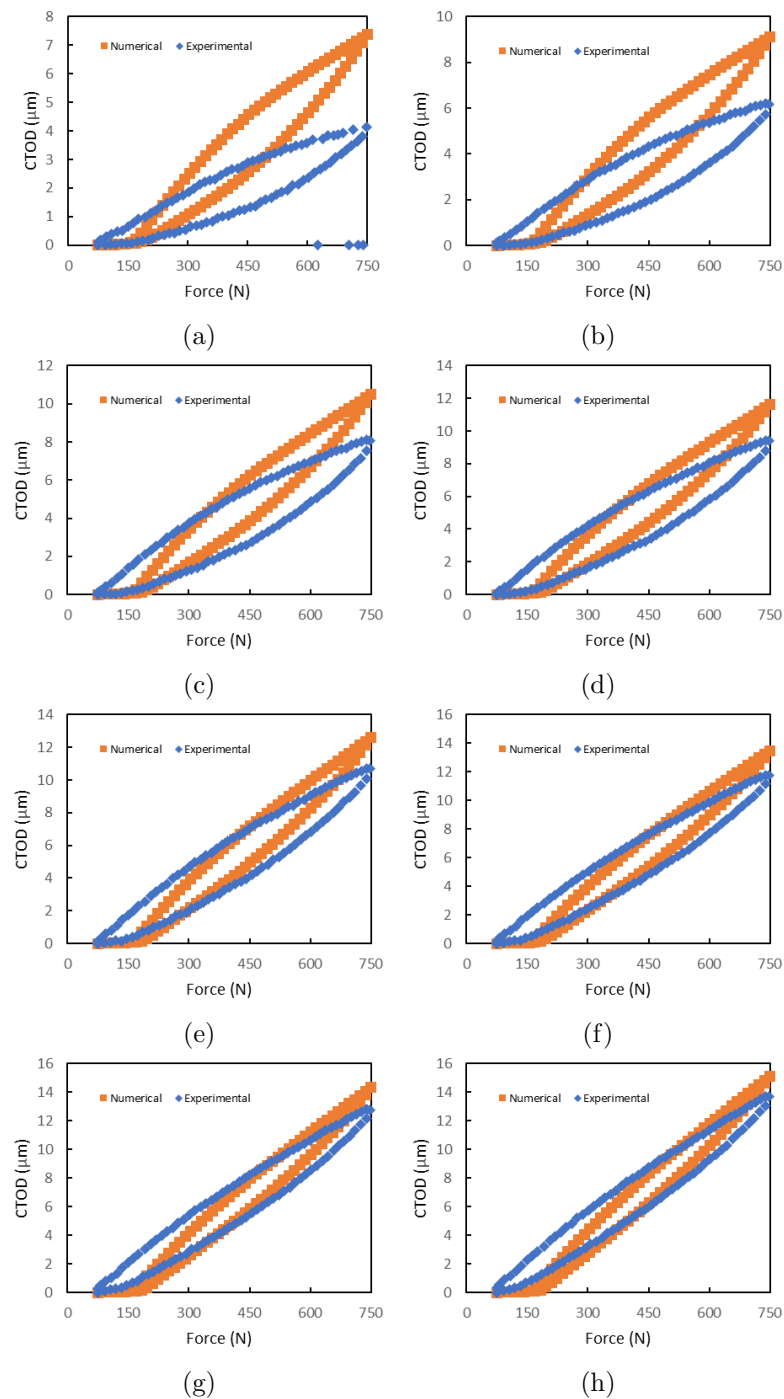 8 7 6 5 4 3 2 1 0
CTOD (μm)
Numerical Experimental
0 150 300 450 600 750
Force (N)
(a)
10 8 6 4 2 0
CTOD (μm)
Numerical Experimental
0 150 300 450 600 750
Force (N)
(b)
12 10 8 6 4 2 0
CTOD (μm)
Numerical Experimental
0 150 300 450 600 750
Force (N)
(c)
14 12 10 8 6 4 2 0
CTOD (μm)
Numerical Experimental
0 150 300 450 600 750
Force (N)
(d)
14 12 10 8 6 4 2 0
CTOD (μm)
Numerical Experimental
0 150 300 450 600 750
Force (N)
(e)
16 14 12 10 8 6 4 2 0
CTOD (μm)
Numerical Experimental
0 150 300 450 600 750
Force (N)
(f)
16 14 12 10 8 6 4 2 0
CTOD (μm)
Numerical Experimental
0 150 300 450 600 750
Force (N)
(g)
16 14 12 10 8 6 4 2 0
CTOD (μm)
Numerical Experimental
0 150 300 450 600 750
Force (N)
(h)